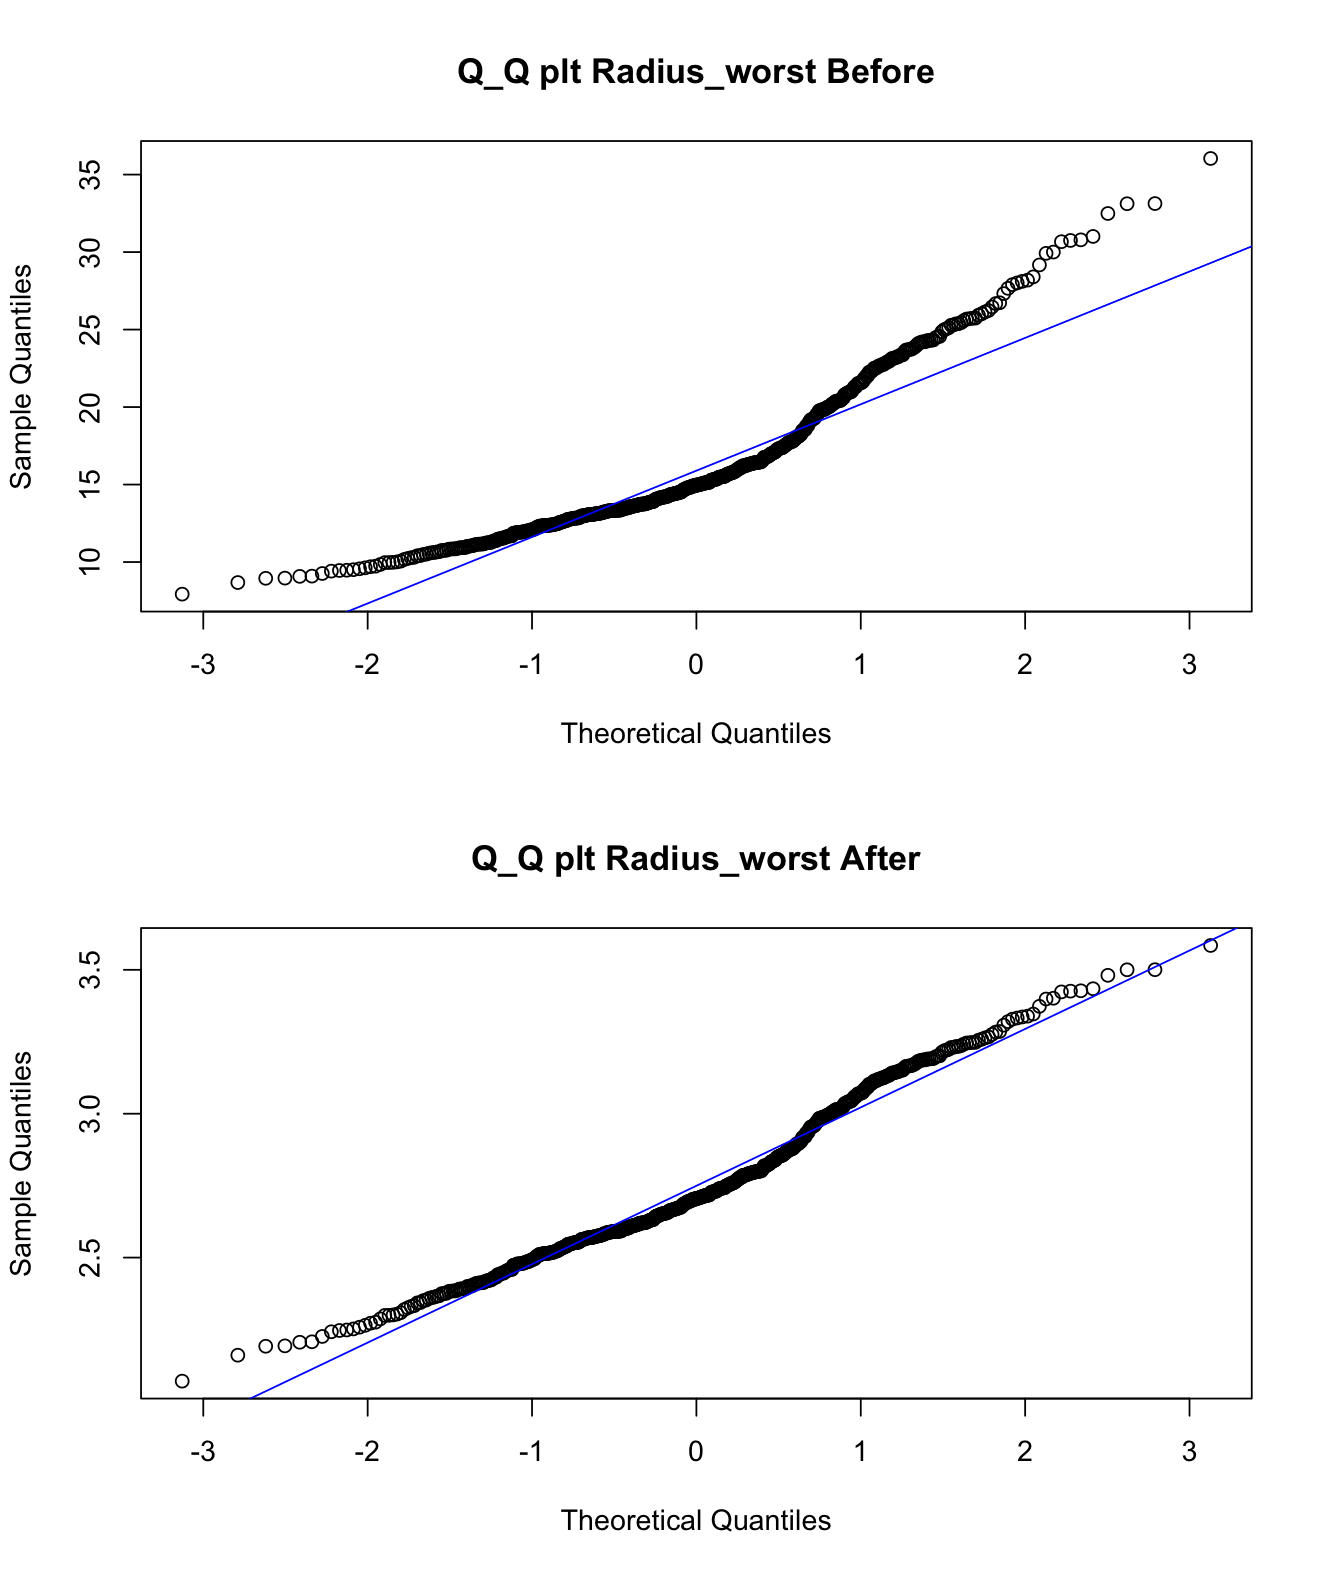 Q_Q plt Radius_worst Before
Sample Quantiles
35
30
25
20
15
10
-3 -2 -1 0 1 2 3
Theoretical Quantiles
Q_Q plt Radius_worst After
Sample Quantiles
3.5
3.0
2.5
-3 -2 -1 0 1 2 3
Theoretical Quantiles